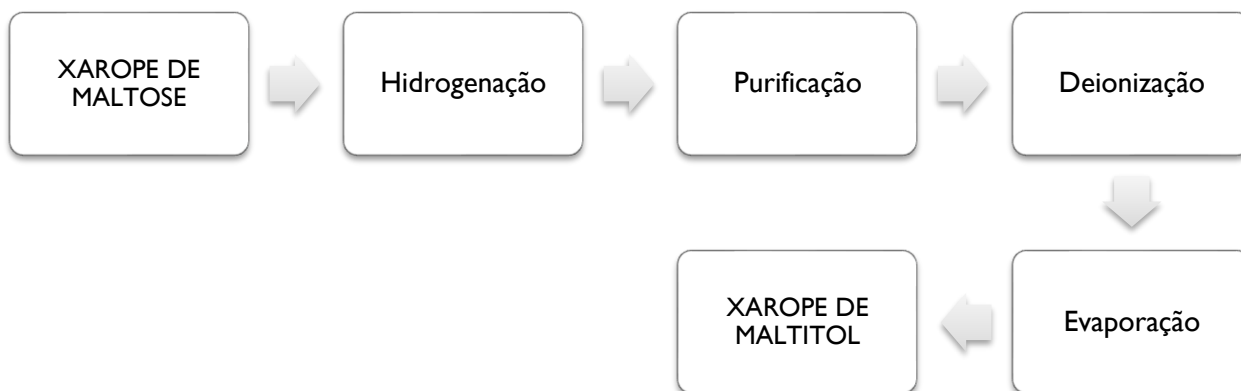 XAROPE DE
MALTOSE
Hidrogenação
Purificação
Deionização
Evaporação
XAROPE DE
MALTITOL